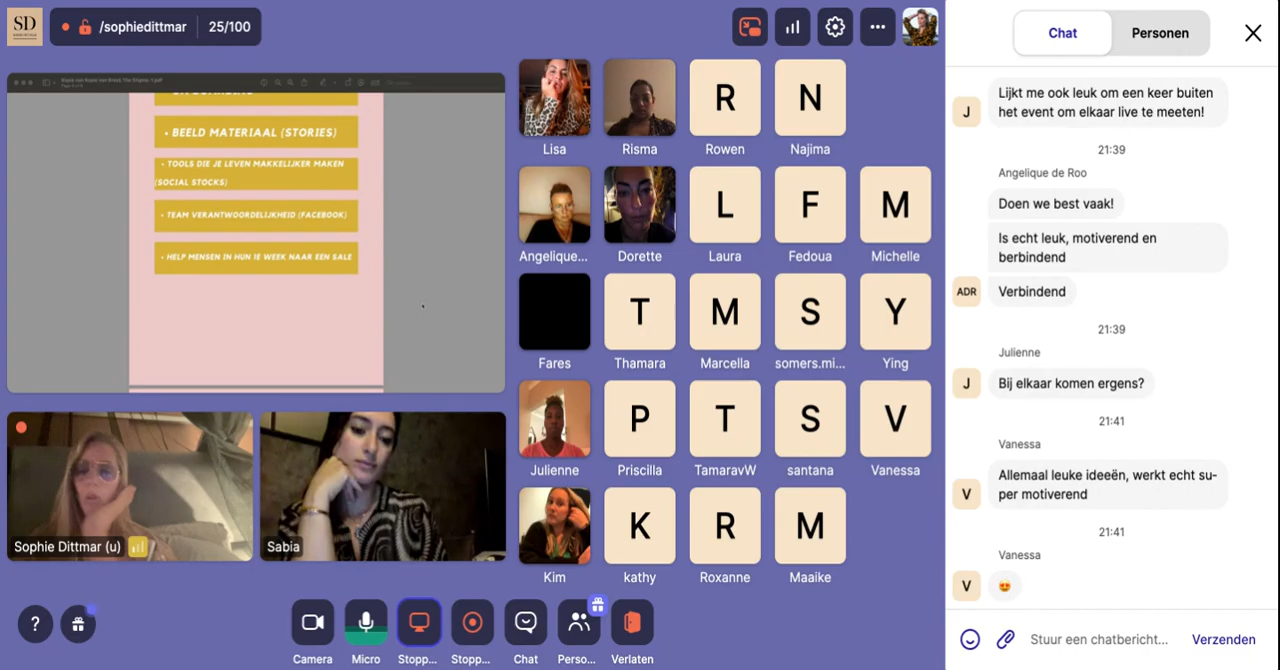 SD
/sophiedittmar
25/100
• BEELD MATERIAAL (STORIES)
• TOOLS DIE JE LEVEN MAKKELIJKER MAKEN
(SOCIAL STOCKS)
• TEAM VERANTWOORDELIJKHEID (FACEBOOK)
• HELP MENSEN IN HUN 1E WEEK NAAR EEN SALE
Sophie Dittmar (u)
Sabia
Lisa
Risma
R
Rowen
N
Najima
Angelique...
Dorette
L
Laura
F
Fedoua
M
Michelle
Fares
T
Thamara
M
Marcella
S
somers.mi...
Y
Ying
Julienne
P
Priscilla
T
TamaravW
S
santana
V
Vanessa
Kim
K
kathy
R
Roxanne
M
Maaike
?
Camera
Micro
Stopp...
Stopp...
Chat
Perso...
Verlaten
Chat
Personen
J
Lijkt me ook leuk om een keer buiten
het event om elkaar live te meeten!
21:39
Angelique de Roo
Doen we best vaak!
Is echt leuk, motiverend en
berbindend
ADR
Verbindend
21:39
Julienne
J
Bij elkaar komen ergens?
21:41
Vanessa
V
Allemaal leuke ideeën, werkt echt su-
per motiverend
21:41
Vanessa
V
😍
Stuur een chatbericht...
Verzenden